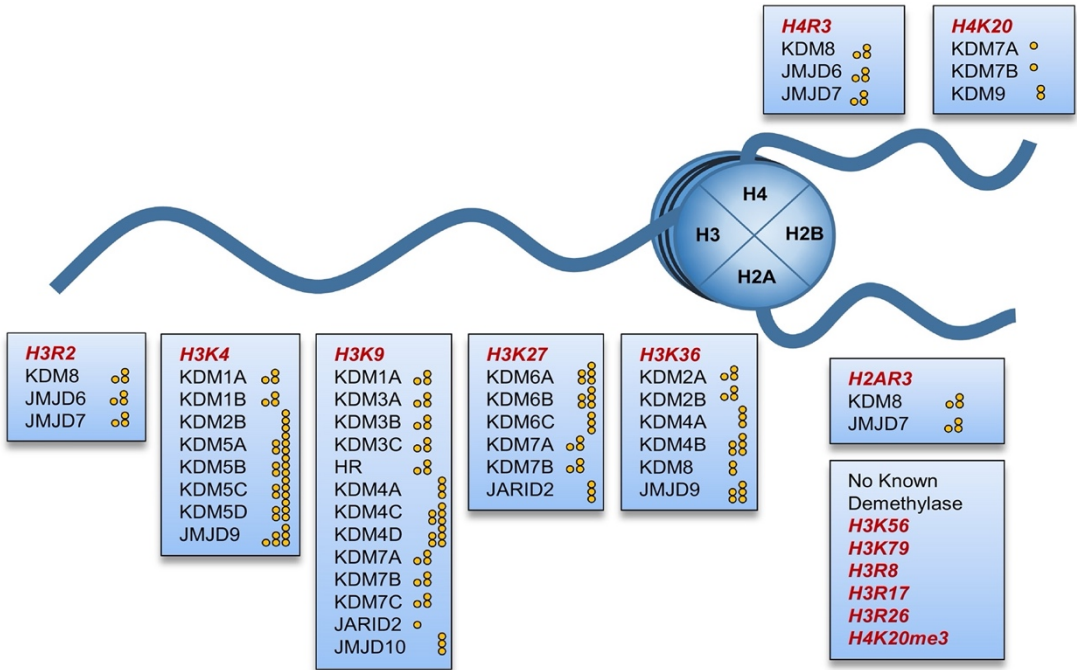 H4R3
KDM8
JMJD6
JMJD7
H4K20
KDM7A
KDM7B
KDM9
H4
H3
H2B
H2A
H3R2
KDM8
JMJD6
JMJD7
H3K4
KDM1A
KDM1B
KDM2B
KDM5A
KDM5B
KDM5C
KDM5D
JMJD9
H3K9
KDM1A
KDM3A
KDM3B
KDM3C
HR
KDM4A
KDM4C
KDM4D
KDM7A
KDM7B
KDM7C
JARID2
JMJD10
H3K27
KDM6A
KDM6B
KDM6C
KDM7A
KDM7B
JARID2
H3K36
KDM2A
KDM2B
KDM4A
KDM4B
KDM8
JMJD9
H2AR3
KDM8
JMJD7
No Known
Demethylase
H3K56
H3K79
H3R8
H3R17
H3R26
H4K20me3